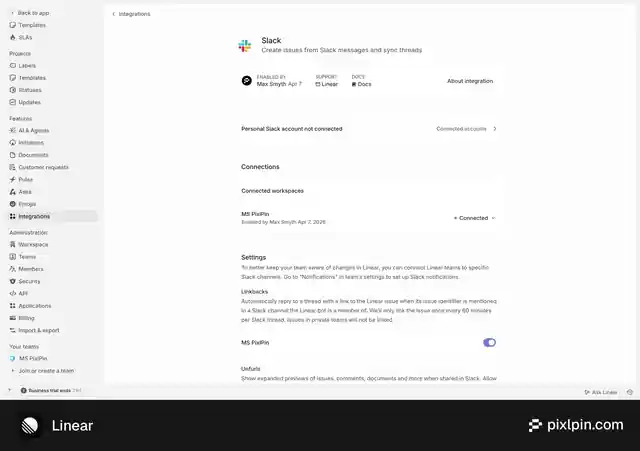 Back to app
Templates
SLAs
Projects
Labels
Templates
Statuses
Updates
Features
AI & Agents
Initiatives
Documents
Customer requests
Pulse
Asks
Emojis
Integrations
Administration
Workspace
Teams
Members
Security
API
Applications
Billing
Import & export
Your teams
MS PixlPin
Join or create a team
?
Business trial ends
Integrations
Slack
Create issues from Slack messages and sync threads
ENABLED BY
Max Smyth Apr 7
SUPPORT
Linear
DOCS
Docs
About integration
Personal Slack account not connected
Connected accounts
Connections
Connected workspaces
MS PixlPin
Enabled by Max Smyth Apr 7, 2026
Connected
Settings
To better keep your team aware of changes in Linear, you can connect Linear teams to specific
Slack channels. Go to "Notifications" in team's settings to set up Slack notifications.
Linkbacks
Automatically reply to a thread with a link to the Linear issue when its issue identifier is mentioned
in a Slack channel the Linear bot is a member of. We'll only link the issue once every 60 minutes
per Slack thread. Issues in private teams will not be linked.
MS PixlPin
Unfurls
Show expanded previews of issues, comments, documents and more when shared in Slack. Allow
Ask Linear
Linear
pixlpin.com